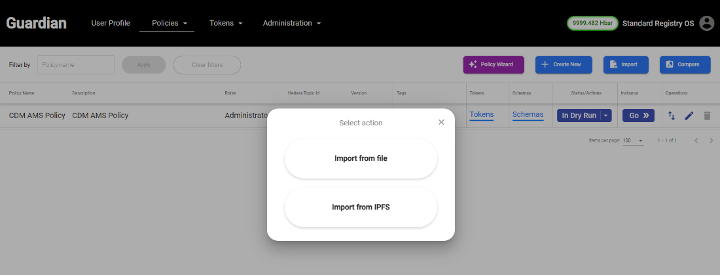 Guardian User Profile Policies Tokens Administration 9999.482 Hbar Standard Registry OS
Filter by Policy name Apply Clear filters Policy Wizard Create New Import Compare
Policy Name Description Roles Hedera Topic Id Version Tags Tokens Schemas Status/Actions Instance Operations
CDM AMS Policy CDM AMS Policy Administrato Tokens Schemas In Dry Run Go
Items per page: 100 1 – 1 of 1
Select action
Import from file
Import from IPFS